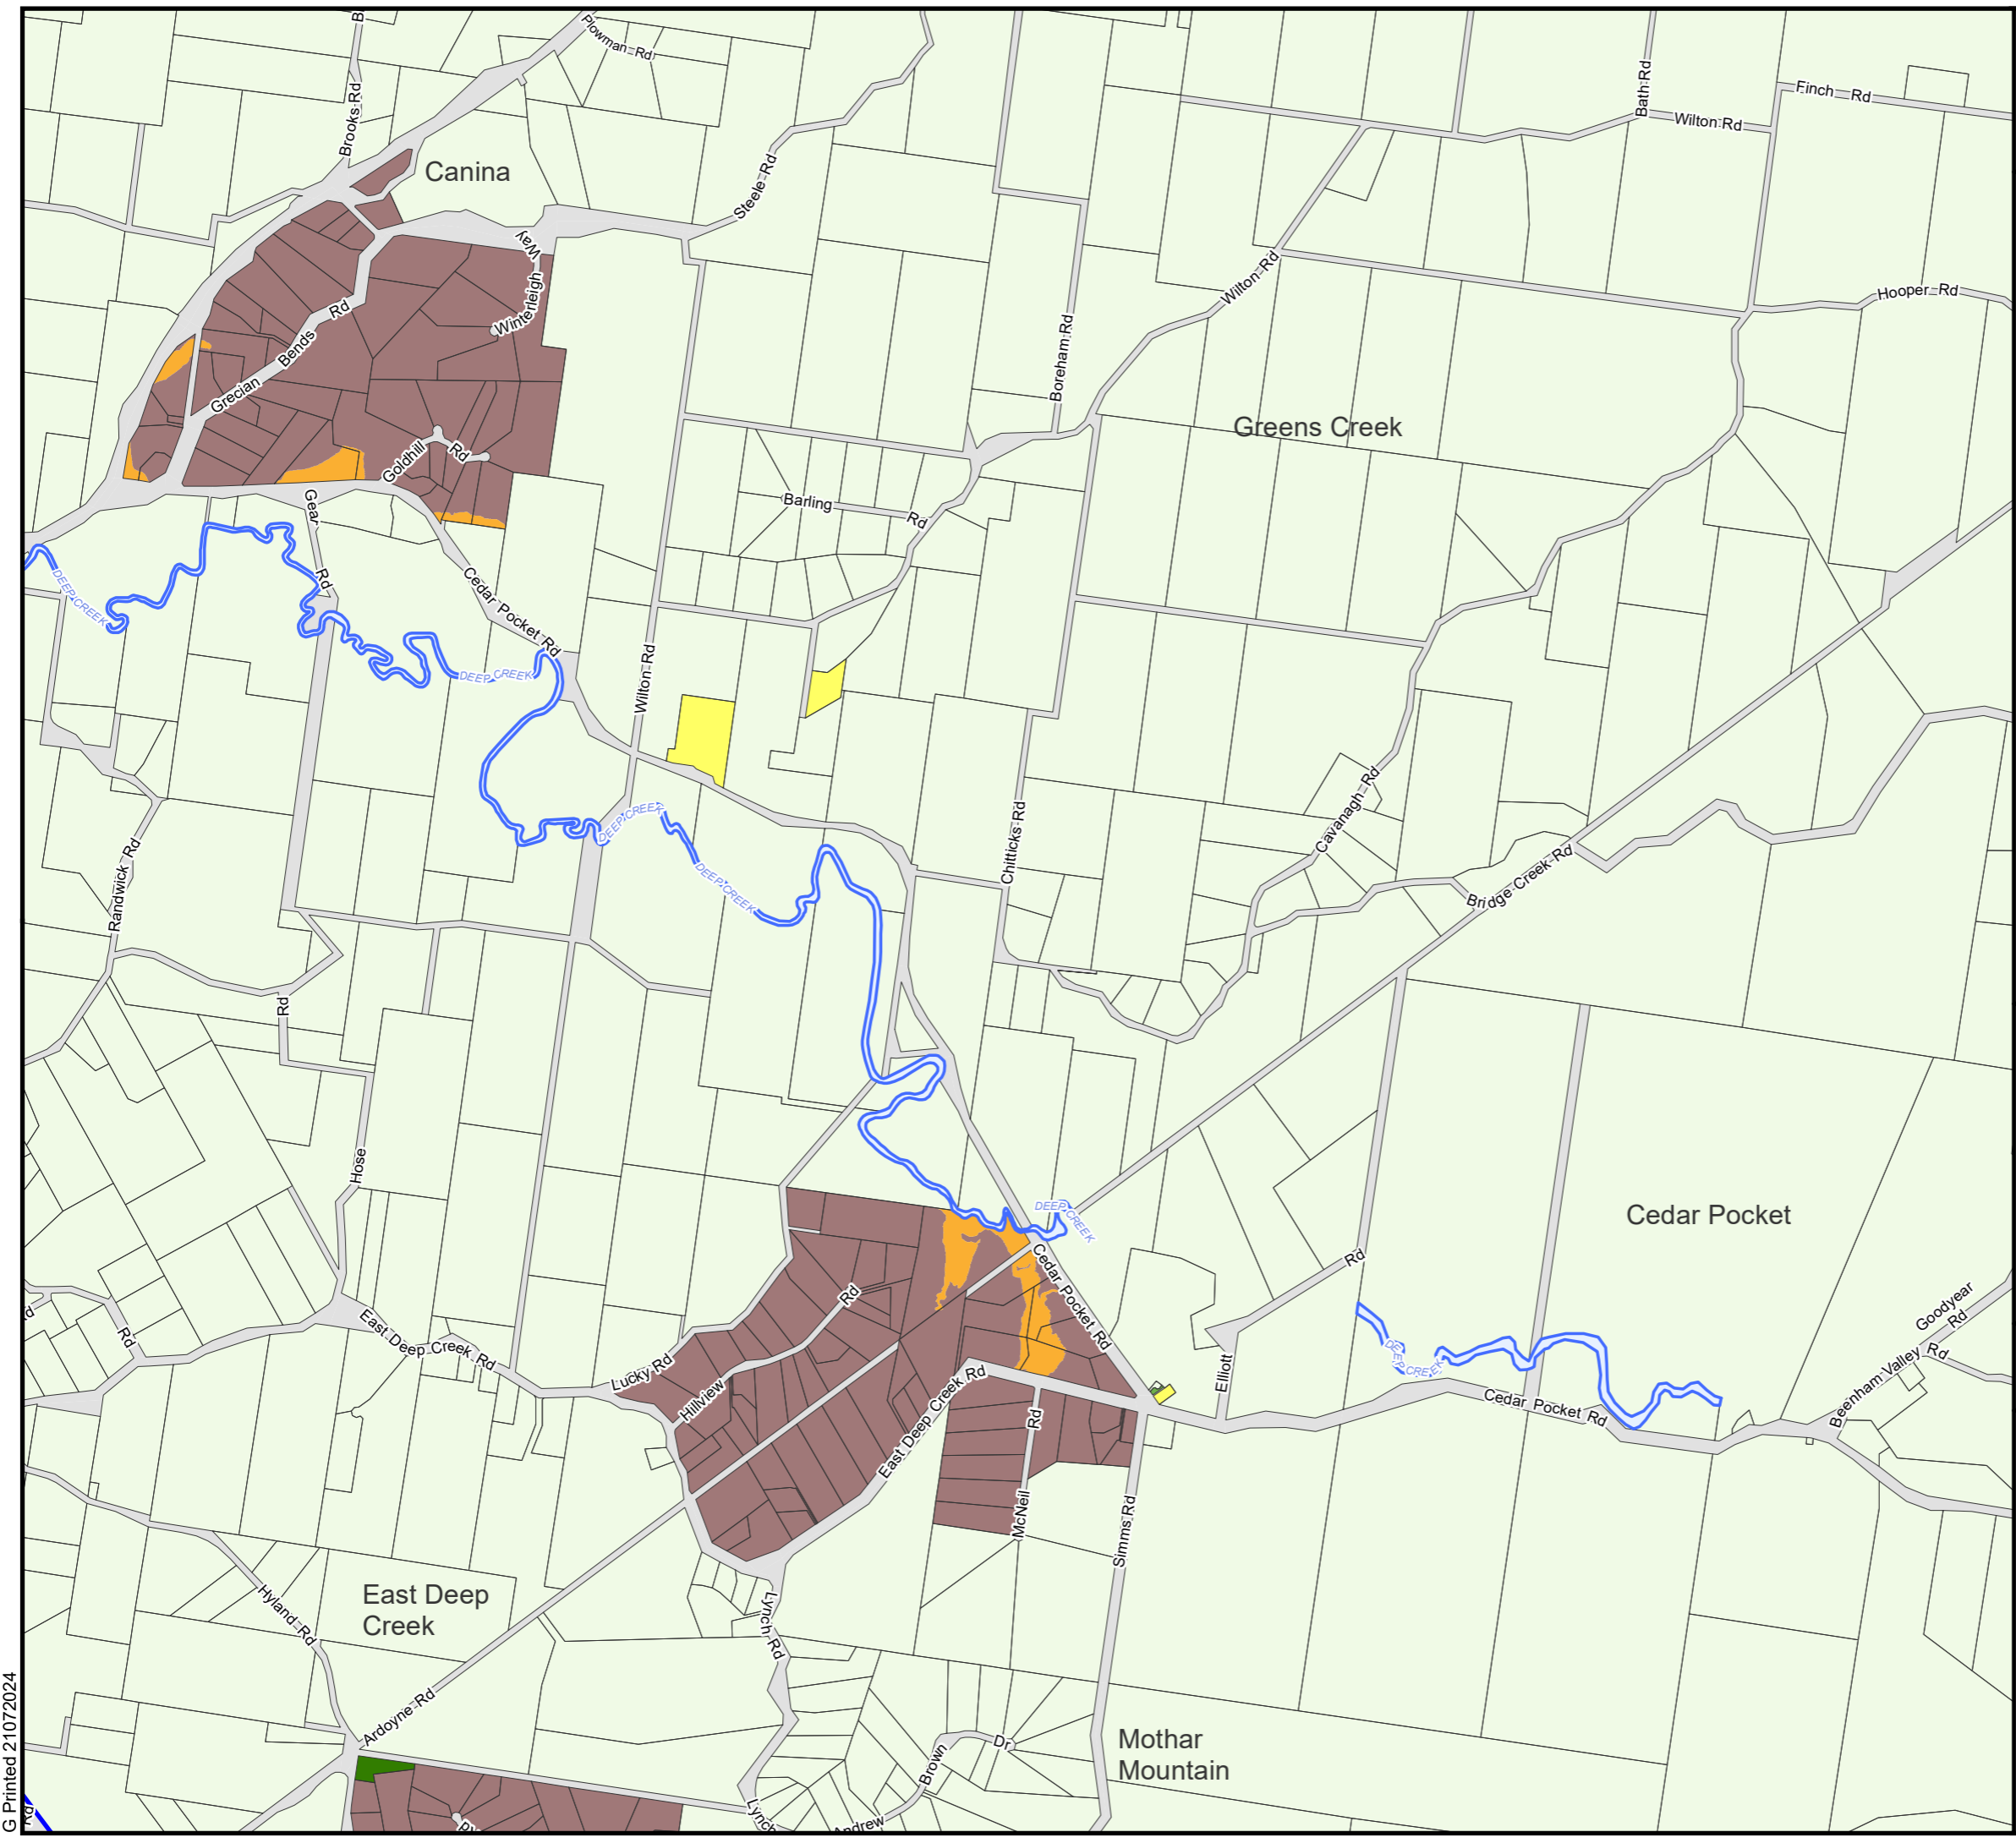 Plowman Rd
Brooks Rd
B
Canina
Steele Rd
Bath Rd
Finch Rd
Wilton Rd
Winterleigh Way
Wilton Rd
Hooper Rd
Grecian Bends Rd
Boreham Rd
Greens Creek
Goldhill Rd
Gear Rd
Barling Rd
DEEP CREEK
Cedar Pocket Rd
DEEP CREEK
Wilton Rd
DEEP CREEK
DEEP CREEK
Chitticks Rd
Cavanagh Rd
Bridge Creek Rd
Randwick Rd
Hose Rd
DEEP CREEK
Cedar Pocket
Cedar Pocket Rd
Elliott Rd
DEEP CREEK
Goodyear Rd
Beenham Valley Rd
Cedar Pocket Rd
Rd
East Deep Creek Rd
Lucky Rd
Hillview Rd
East Deep Creek Rd
McNeil Rd
Simms Rd
East Deep
Creek
Hyland Rd
Lynch Rd
Ardoyne Rd
Mothar
Mountain
Andrew Brown Dr
Lynch
Rd
Rd
G Printed 21072024